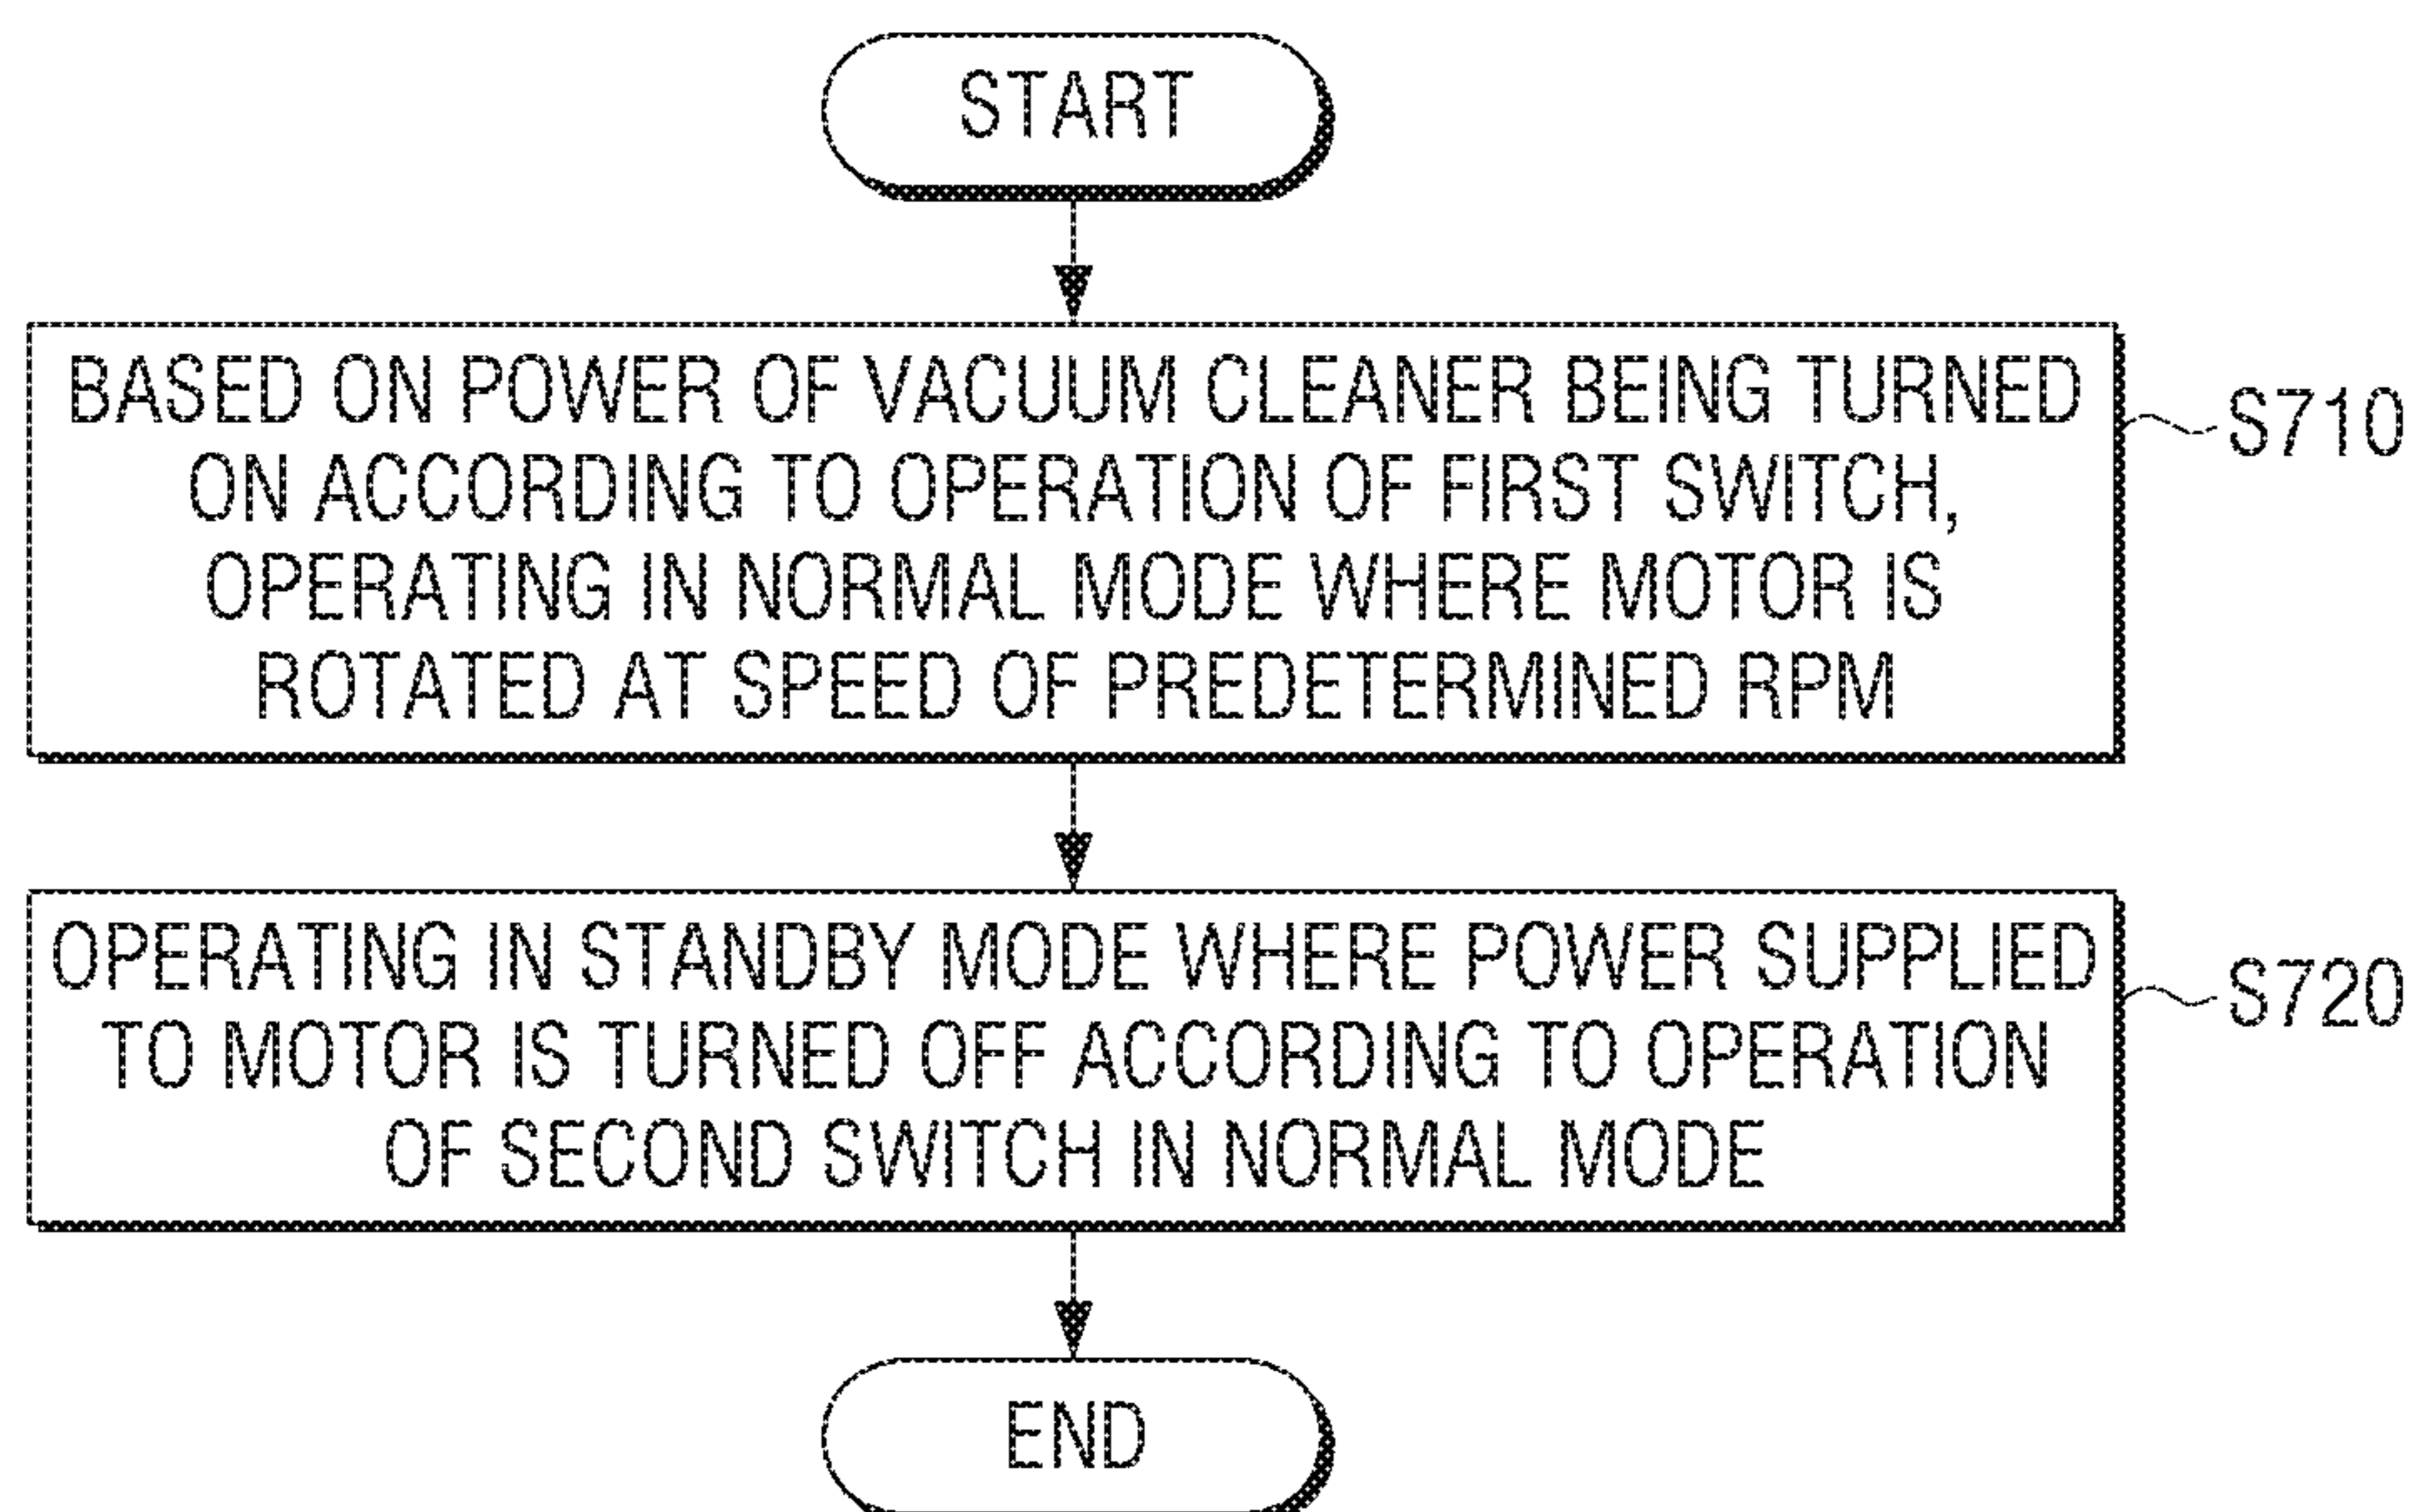 START
BASED ON POWER OF VACUUM CLEANER BEING TURNED
ON ACCORDING TO OPERATION OF FIRST SWITCH,
OPERATING IN NORMAL MODE WHERE MOTOR IS
ROTATED AT SPEED OF PREDETERMINED RPM
S710
OPERATING IN STANDBY MODE WHERE POWER SUPPLIED
TO MOTOR IS TURNED OFF ACCORDING TO OPERATION
OF SECOND SWITCH IN NORMAL MODE
S720
END